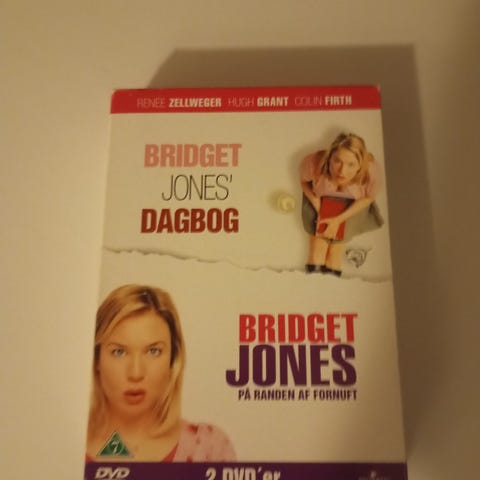 RENÉE ZELLWEGER HUGH GRANT COLIN FIRTH
BRIDGET
JONES'
DAGBOG
BRIDGET
JONES
PÅ RANDEN AF FORNUFT
7
DVD
2 DVD'er